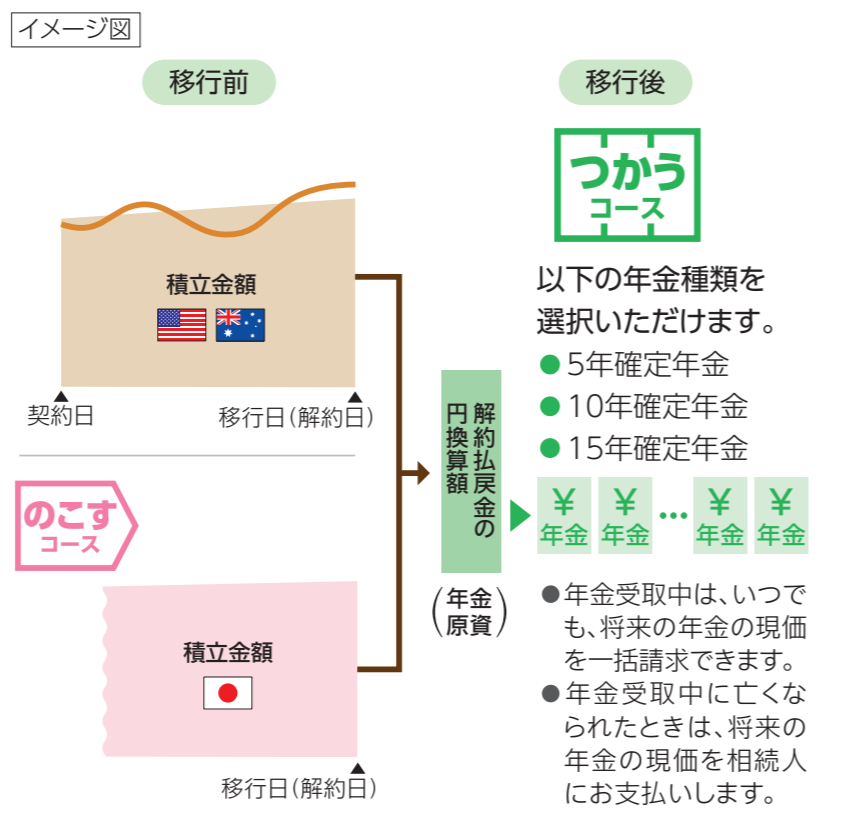 イメージ図
移行前
積立金額
契約日
移行日(解約日)
のこす
コース
積立金額
移行日(解約日)
解約払戻金の
円換算額
(年金
原資)
移行後
つかう
コース
以下の年金種類を
選択いただけます。
●5年確定年金
●10年確定年金
●15年確定年金
¥ ¥ … ¥ ¥
年金 年金 年金 年金
●年金受取中は、いつで
も、将来の年金の現価
を一括請求できます。
●年金受取中に亡くな
られたときは、将来の
年金の現価を相続人
にお支払いします。